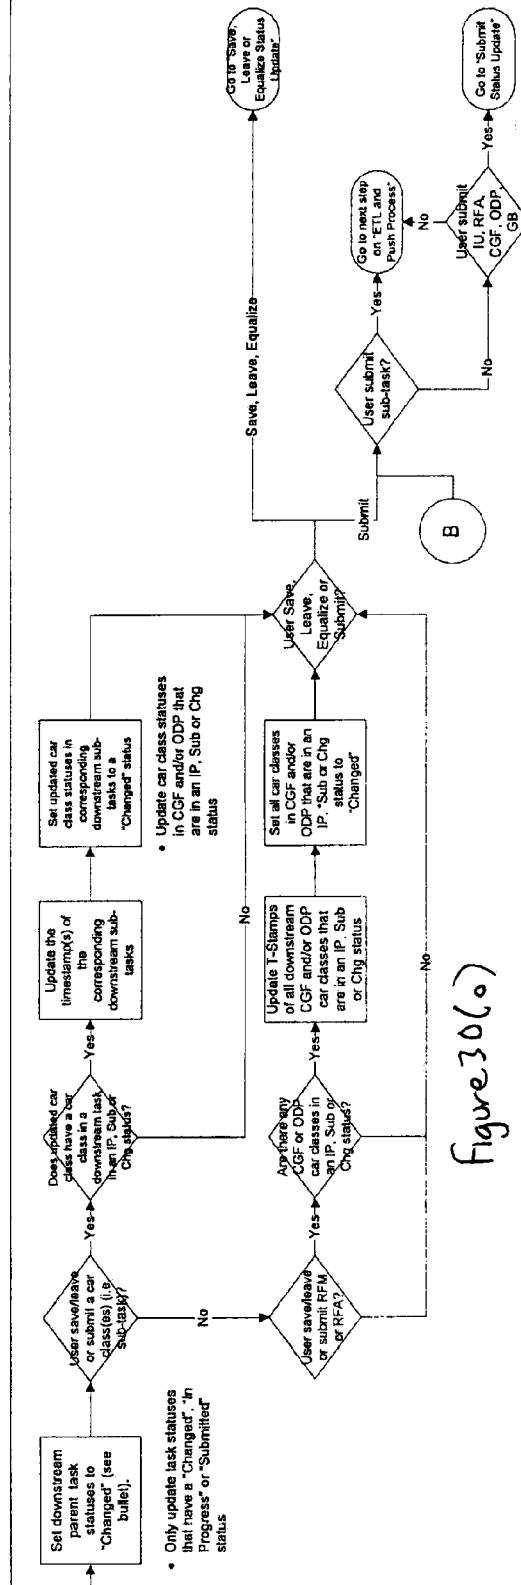 Set downstream
parent task
statuses to
"Changed" (see
bullet).
• Only update task statuses
that have a "Changed", "In
Progress" or "Submitted"
status
User save/leave
or submit a car
class(es) (i.e.
sub-task)?
Yes
No
Does updated car
class have a car
class in a
downstream task
in an IP, Sub or
Chg status?
Yes
No
Update the
timestamp(s) of
the
corresponding
downstream sub-
tasks
Set updated car
class statuses in
corresponding
downstream sub-
tasks to a
"Changed" status
• Update car class statuses
in CGF and/or ODP that
are in an IP, Sub or Chg
status
User save/leave
or submit RFM
or RFA?
Yes
Are there any
CGF or ODP
car classes in
an IP, Sub or
Chg status?
Yes
No
Update T-Stamps
of all downstream
CGF and/or ODP
car classes that
are in an IP, Sub
or Chg status
Set all car classes
in CGF and/or
ODP that are in an
IP, "Sub or Chg
status to
"Changed"
User Save,
Leave,
Equalize or
Submit?
Save, Leave, Equalize
Submit
Go to "Save,
Leave or
Equalize Status
Update"
B
User submit
sub-task?
Yes
No
Go to next step
on "ETL and
Push Process"
User submit
IU, RFA,
CGF, ODP,
GB
No
Yes
Go to "Submit
Status Update"
Figure 30(o)